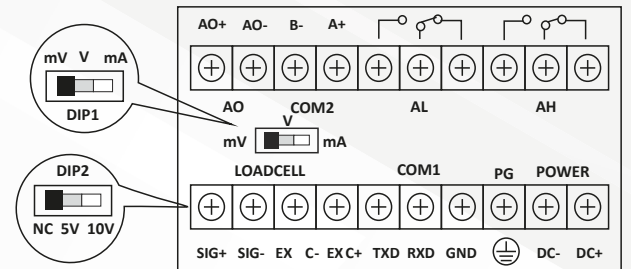 AO+ AO- B- A+
mV V mA
DIP1
AO COM2 AL AH
V
mV mA
DIP2
NC 5V 10V
LOADCELL COM1 PG POWER
SIG+ SIG- EX C- EX C+ TXD RXD GND DC- DC+